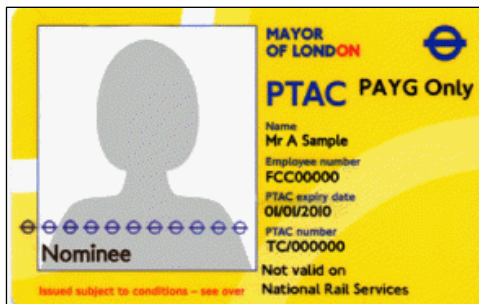 MAYOR
OF LONDON
PTAC PAYG Only
Name
Mr A Sample
Employee number
FCC00000
PTAC expiry date
01/01/2010
PTAC number
TC/000000
Nominee
Not valid on
Issued subject to conditions – see over National Rail Services